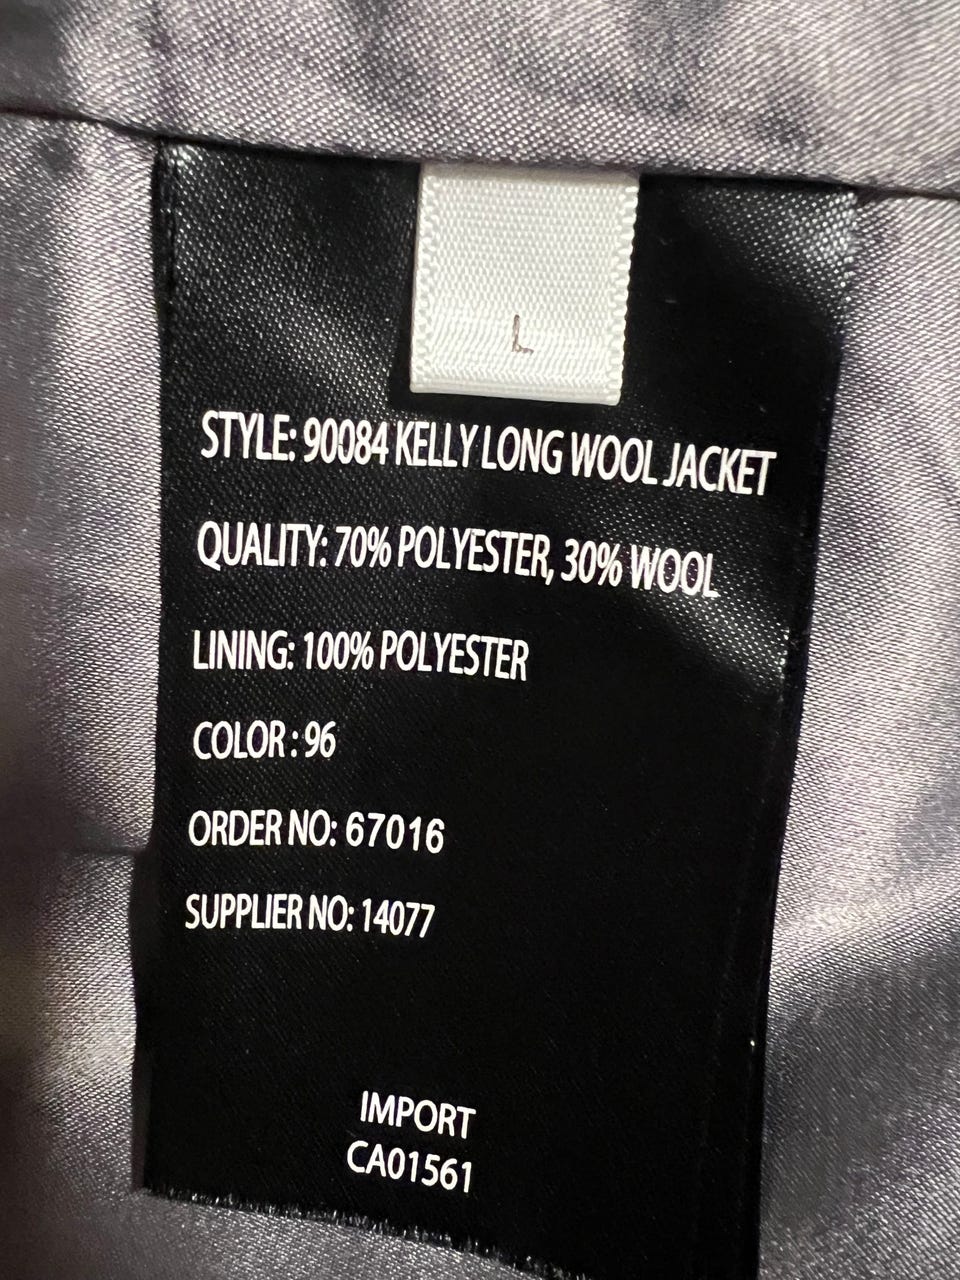 L
STYLE: 90084 KELLY LONG WOOL JACKET
QUALITY: 70% POLYESTER, 30% WOOL
LINING: 100% POLYESTER
COLOR : 96
ORDER NO: 67016
SUPPLIER NO: 14077
IMPORT
CA01561